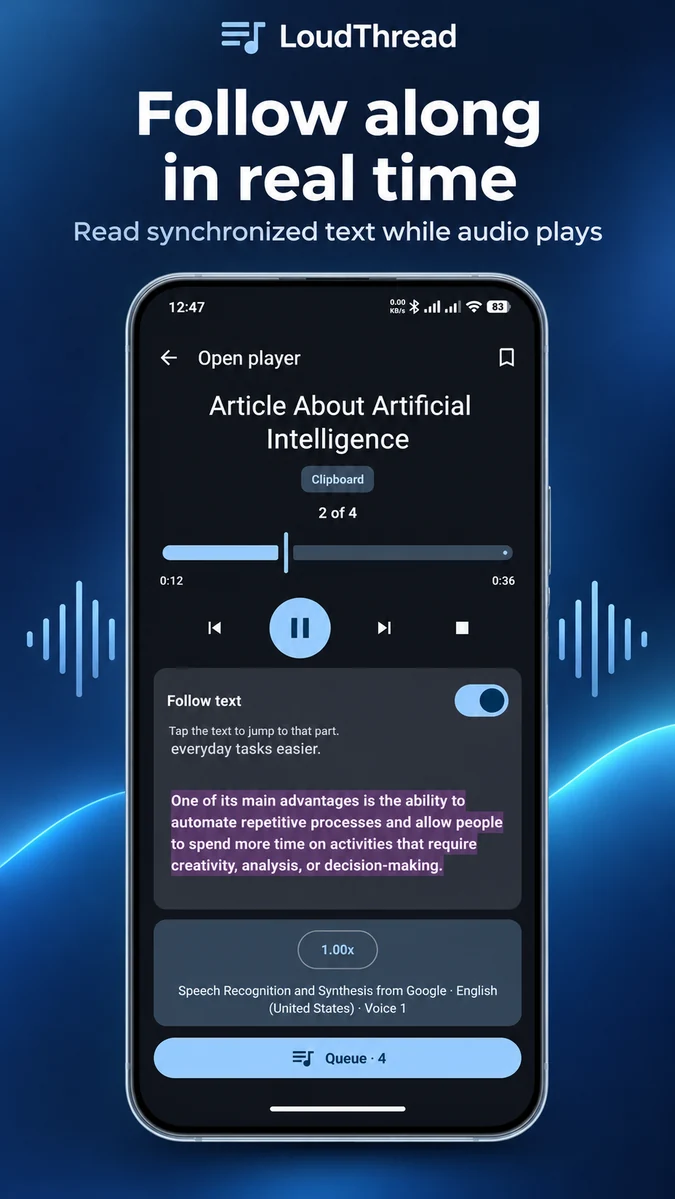 LoudThread
Follow along
in real time
Read synchronized text while audio plays
12:47
0.00
KB/s
83
Open player
Article About Artificial
Intelligence
Clipboard
2 of 4
0:12
0:36
Follow text
Tap the text to jump to that part.
everyday tasks easier.
One of its main advantages is the ability to
automate repetitive processes and allow people
to spend more time on activities that require
creativity, analysis, or decision-making.
1.00x
Speech Recognition and Synthesis from Google · English
(United States) · Voice 1
Queue · 4